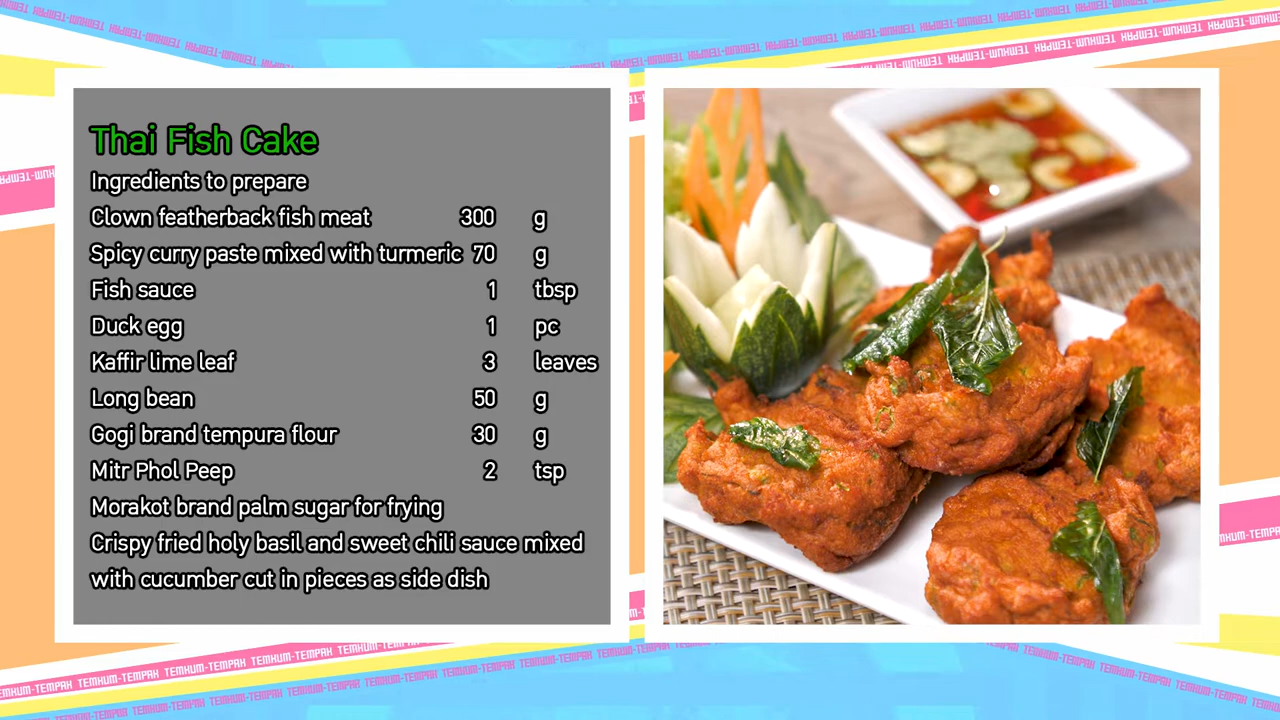 Thai Fish Cake
Ingredients to prepare
Clown featherback fish meat 300 g
Spicy curry paste mixed with turmeric 70 g
Fish sauce 1 tbsp
Duck egg 1 pc
Kaffir lime leaf 3 leaves
Long bean 50 g
Gogi brand tempura flour 30 g
Mitr Phol Peep 2 tsp
Morakot brand palm sugar for frying
Crispy fried holy basil and sweet chili sauce mixed
with cucumber cut in pieces as side dish
TEMHUM-TEMPAH TEMHUM-TEMPAH TEMHUM-TEMPAH TEMHUM-TEMPAH